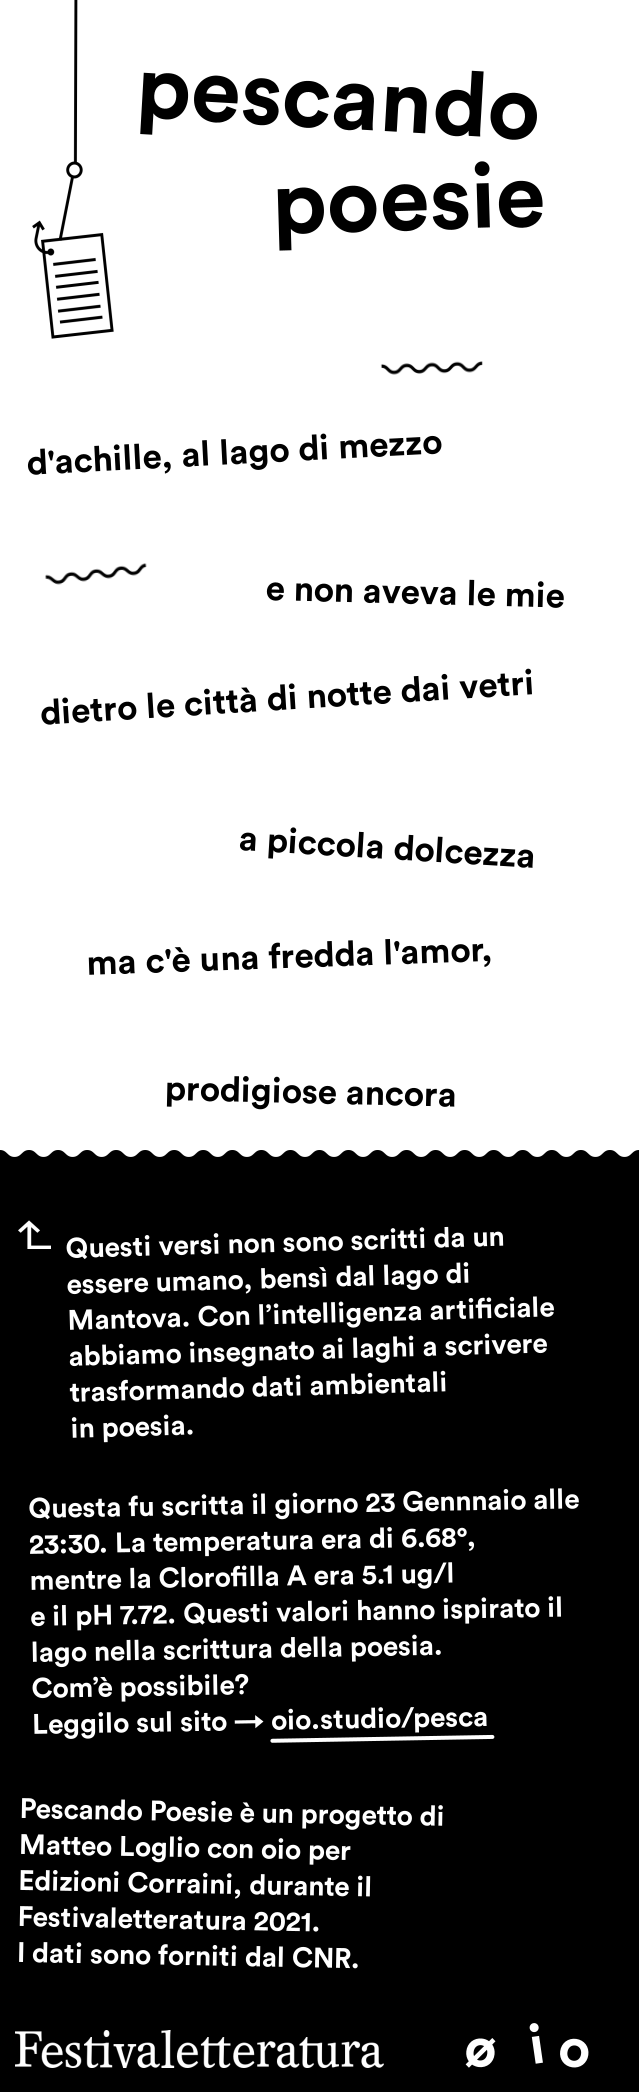 pescando
poesie
d'achille, al lago di mezzo
e non aveva le mie
dietro le città di notte dai vetri
a piccola dolcezza
ma c'è una fredda l'amor,
prodigiose ancora
Questi versi non sono scritti da un
essere umano, bensì dal lago di
Mantova. Con l’intelligenza artificiale
abbiamo insegnato ai laghi a scrivere
trasformando dati ambientali
in poesia.
Questa fu scritta il giorno 23 Gennnaio alle
23:30. La temperatura era di 6.68°,
mentre la Clorofilla A era 5.1 ug/l
e il pH 7.72. Questi valori hanno ispirato il
lago nella scrittura della poesia.
Com’è possibile?
Leggilo sul sito → oio.studio/pesca
Pescando Poesie è un progetto di
Matteo Loglio con oio per
Edizioni Corraini, durante il
Festivaletteratura 2021.
I dati sono forniti dal CNR.
Festivaletteratura ø i o